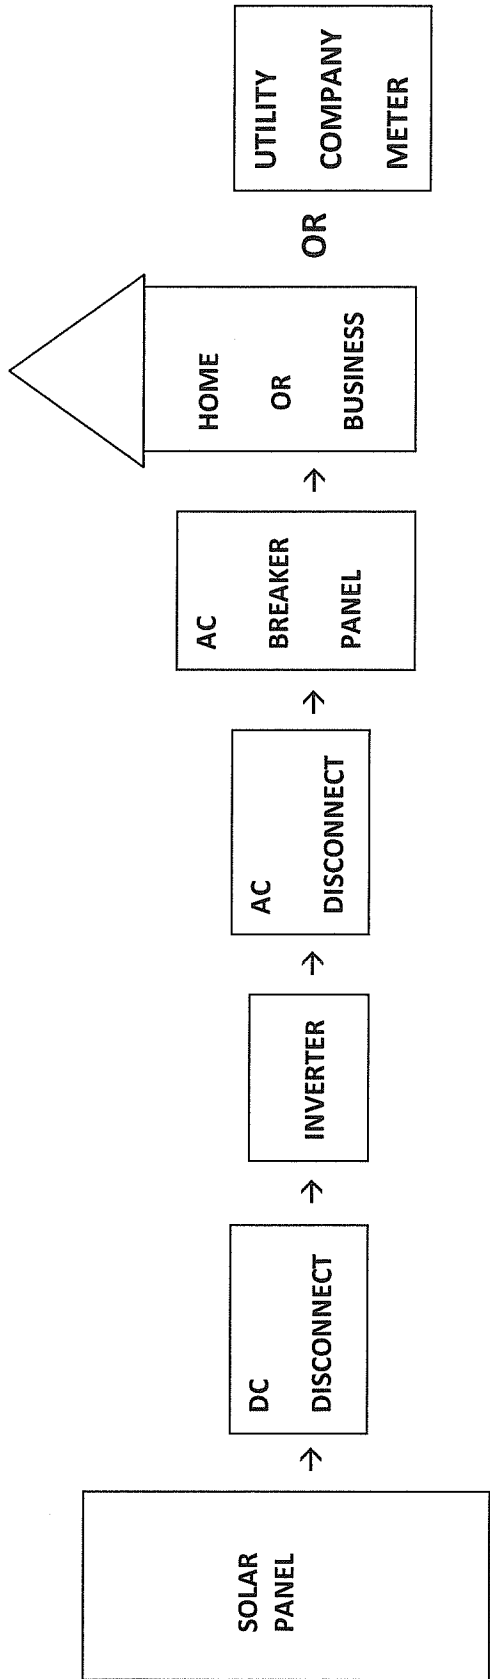 SOLAR
PANEL
→
DC
DISCONNECT
→
INVERTER
→
AC
DISCONNECT
→
AC
BREAKER
PANEL
→
HOME
OR
BUSINESS
OR
UTILITY
COMPANY
METER